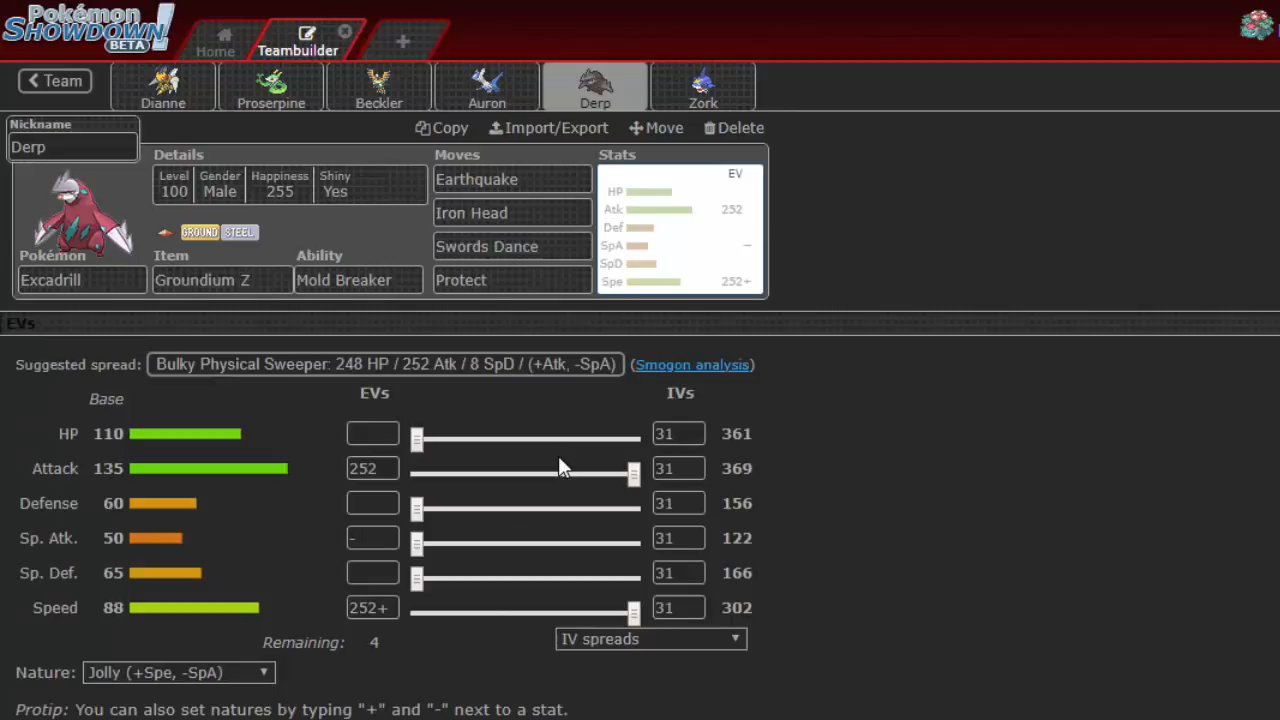 Pokémon
SHOWDOWN!
BETA
Home
Teambuilder
Team
Dianne
Proserpine
Beckler
Auron
Derp
Zork
Nickname
Derp
Copy
Import/Export
Move
Delete
Details
Moves
Stats
Level Gender Happiness Shiny
100 Male 255 Yes
Earthquake
Iron Head
Swords Dance
Protect
EV
HP
Atk 252
Def
SpA –
SpD
Spe 252+
GROUND STEEL
Pokémon Item Ability
Excadrill Groundium Z Mold Breaker
EVs
Suggested spread: Bulky Physical Sweeper: 248 HP / 252 Atk / 8 SpD / (+Atk, -SpA) (Smogon analysis)
Base EVs IVs
HP 110 31 361
Attack 135 252 31 369
Defense 60 31 156
Sp. Atk. 50 - 31 122
Sp. Def. 65 31 166
Speed 88 252+ 31 302
Remaining: 4 IV spreads
Nature: Jolly (+Spe, -SpA)
Protip: You can also set natures by typing "+" and "-" next to a stat.